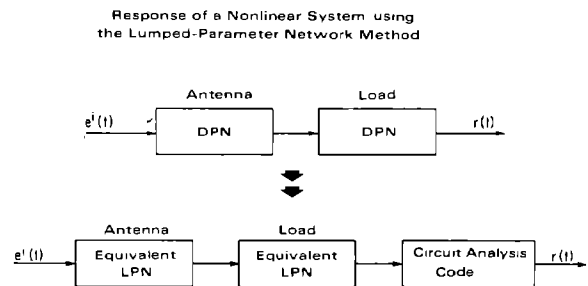 Response of a Nonlinear System using
the Lumped-Parameter Network Method
Antenna Load
e^i(t) DPN DPN r(t)
Antenna Load
e^i(t) Equivalent LPN Equivalent LPN Circuit Analysis Code r(t)